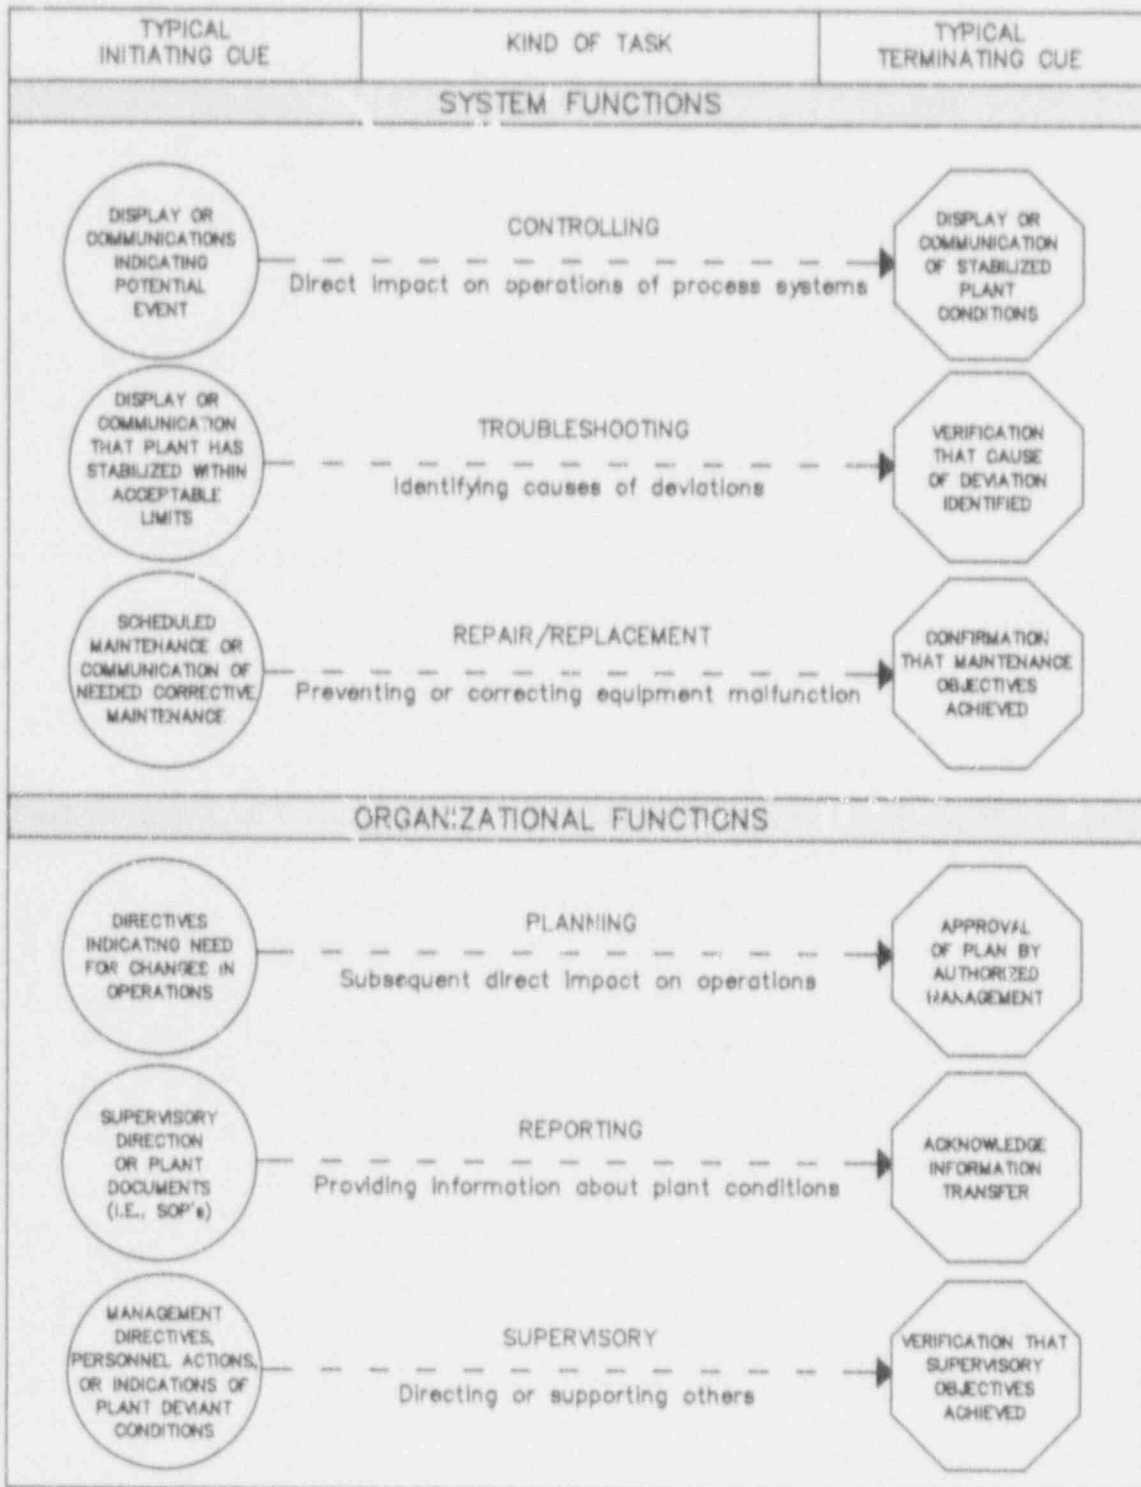 TYPICAL
INITIATING CUE
KIND OF TASK
TYPICAL
TERMINATING CUE
SYSTEM FUNCTIONS
DISPLAY OR
COMMUNICATIONS
INDICATING
POTENTIAL
EVENT
CONTROLLING
Direct impact on operations of process systems
DISPLAY OR
COMMUNICATION
OF STABILIZED
PLANT
CONDITIONS
DISPLAY OR
COMMUNICATION
THAT PLANT HAS
STABILIZED WITHIN
ACCEPTABLE
LIMITS
TROUBLESHOOTING
Identifying causes of deviations
VERIFICATION
THAT CAUSE
OF DEVIATION
IDENTIFIED
SCHEDULED
MAINTENANCE OR
COMMUNICATION OF
NEEDED CORRECTIVE
MAINTENANCE
REPAIR/REPLACEMENT
Preventing or correcting equipment malfunction
CONFIRMATION
THAT MAINTENANCE
OBJECTIVES
ACHIEVED
ORGANIZATIONAL FUNCTIONS
DIRECTIVES
INDICATING NEED
FOR CHANGES IN
OPERATIONS
PLANNING
Subsequent direct impact on operations
APPROVAL
OF PLAN BY
AUTHORIZED
MANAGEMENT
SUPERVISORY
DIRECTION
OR PLANT
DOCUMENTS
(I.E., SOP's)
REPORTING
Providing information about plant conditions
ACKNOWLEDGE
INFORMATION
TRANSFER
MANAGEMENT
DIRECTIVES,
PERSONNEL ACTIONS,
OR INDICATIONS OF
PLANT DEVIANT
CONDITIONS
SUPERVISORY
Directing or supporting others
VERIFICATION THAT
SUPERVISORY
OBJECTIVES
ACHIEVED